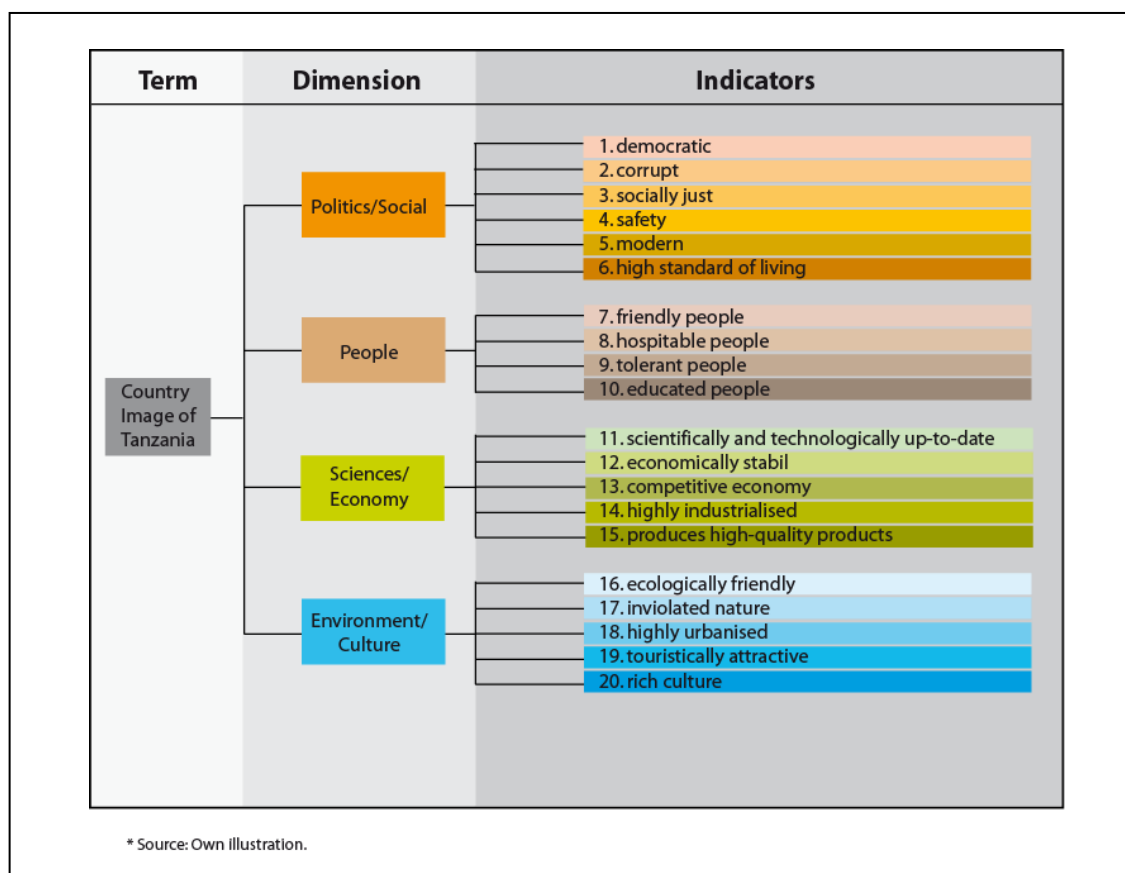 Term
Dimension
Indicators
Country
Image of
Tanzania
Politics/Social
1. democratic
2. corrupt
3. socially just
4. safety
5. modern
6. high standard of living
People
7. friendly people
8. hospitable people
9. tolerant people
10. educated people
Sciences/
Economy
11. scientifically and technologically up-to-date
12. economically stabil
13. competitive economy
14. highly industrialised
15. produces high-quality products
Environment/
Culture
16. ecologically friendly
17. inviolated nature
18. highly urbanised
19. touristically attractive
20. rich culture
* Source: Own illustration.